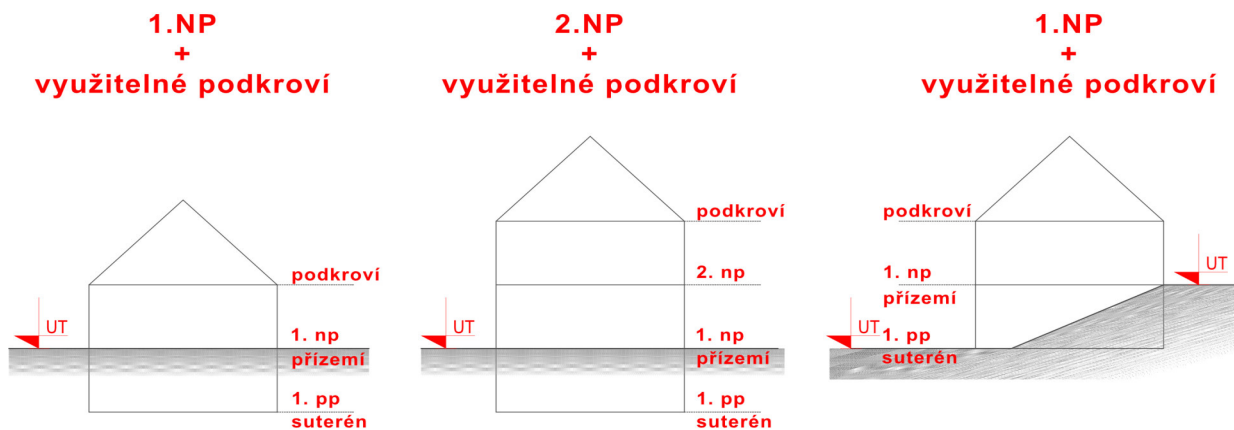 1.NP
+
využitelné podkroví
podkroví
UT
1. np
přízemí
1. pp
suterén
2.NP
+
využitelné podkroví
podkroví
2. np
UT
1. np
přízemí
1. pp
suterén
1.NP
+
využitelné podkroví
podkroví
1. np
přízemí
UT
UT
1. pp
suterén